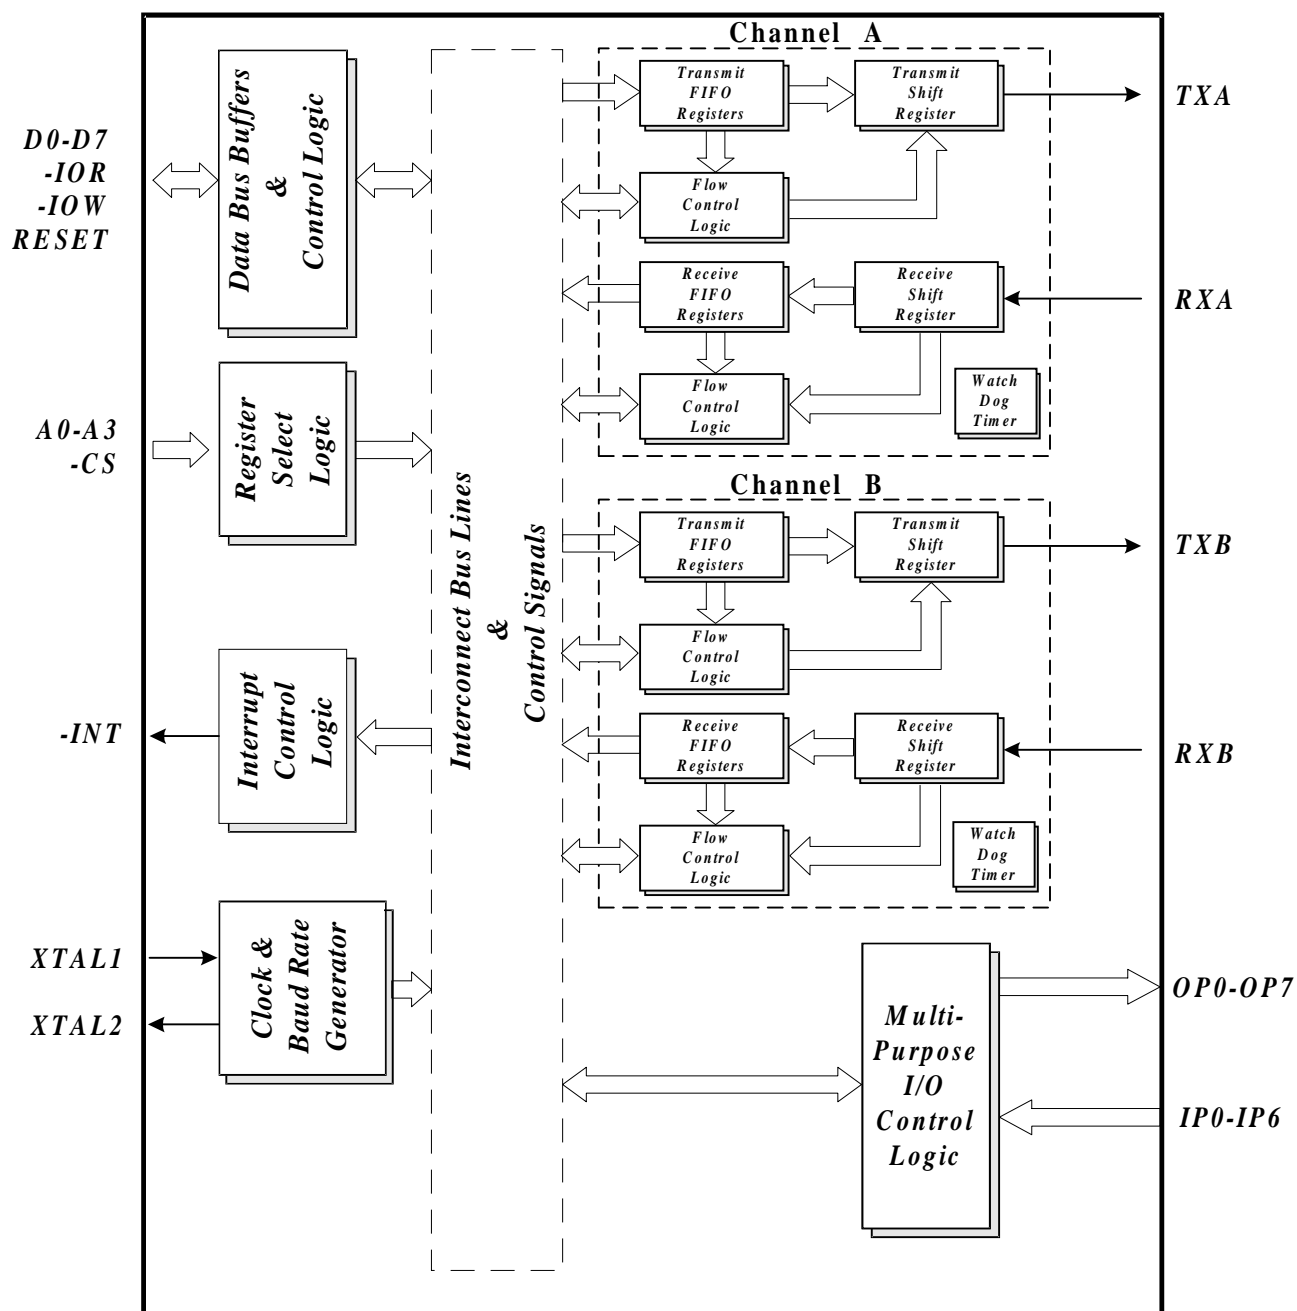 D0-D7
-IOR
-IOW
RESET
A0-A3
-CS
-INT
XTAL1
XTAL2
Data Bus Buffers
&
Control Logic
Register
Select
Logic
Interrupt
Control
Logic
Clock &
Baud Rate
Generator
Interconnect Bus Lines
&
Control Signals
Channel A
Transmit
FIFO
Registers
Transmit
Shift
Register
Flow
Control
Logic
Receive
FIFO
Registers
Receive
Shift
Register
Flow
Control
Logic
Watch
Dog
Timer
Channel B
Transmit
FIFO
Registers
Transmit
Shift
Register
Flow
Control
Logic
Receive
FIFO
Registers
Receive
Shift
Register
Flow
Control
Logic
Watch
Dog
Timer
Multi-
Purpose
I/O
Control
Logic
TXA
RXA
TXB
RXB
OP0-OP7
IP0-IP6